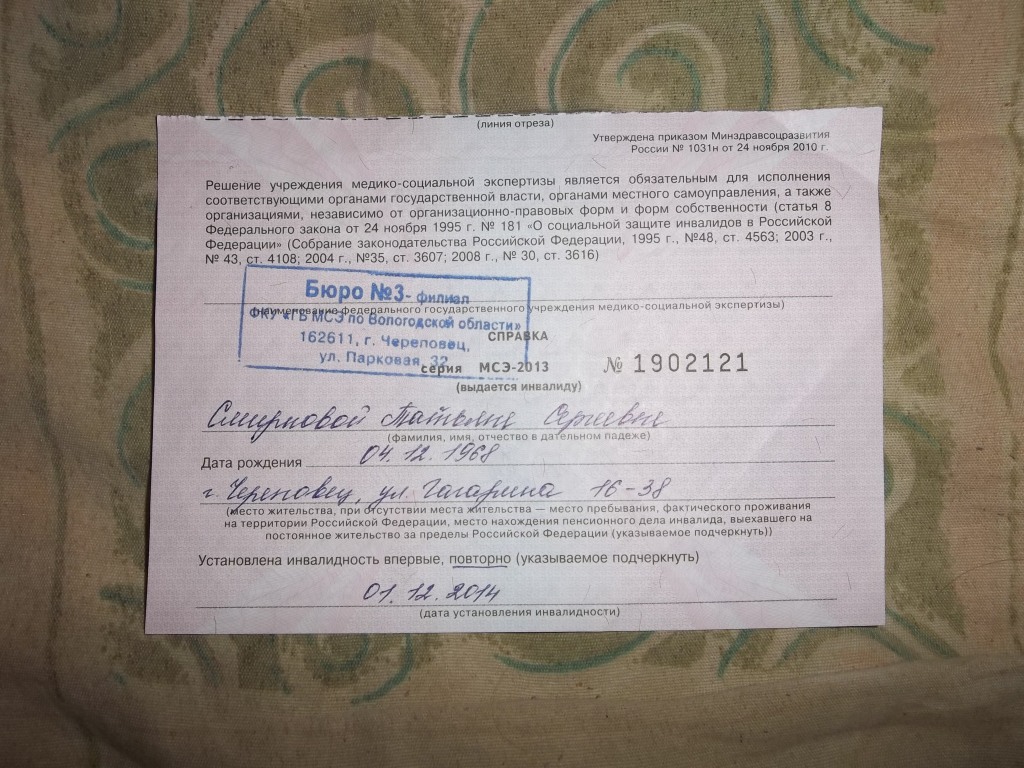 (линия отреза)
Утверждена приказом Минздравсоцразвития
России № 1031н от 24 ноября 2010 г.
Решение учреждения медико-социальной экспертизы является обязательным для исполнения
соответствующими органами государственной власти, органами местного самоуправления, а также
организациями, независимо от организационно-правовых форм и форм собственности (статья 8
Федерального закона от 24 ноября 1995 г. № 181 «О социальной защите инвалидов в Российской
Федерации» (Собрание законодательства Российской Федерации, 1995 г., №48, ст. 4563; 2003 г.,
№ 43, ст. 4108; 2004 г., №35, ст. 3607; 2008 г., № 30, ст. 3616)
Бюро №3- филиал
(наименование федерального государственного учреждения медико-социальной экспертизы)
ФКУ «ГБ МСЭ по Вологодской области»
162611, г. Череповец,
СПРАВКА
ул. Парковая, 32
серия МСЭ-2013 № 1902121
(выдается инвалиду)
Смирновой Татьяне Сергеевне
(фамилия, имя, отчество в дательном падеже)
Дата рождения 04.12.1968
г. Череповец, ул. Гагарина 16-38
(место жительства, при отсутствии места жительства — место пребывания, фактического проживания
на территории Российской Федерации, место нахождения пенсионного дела инвалида, выехавшего на
постоянное жительство за пределы Российской Федерации (указываемое подчеркнуть))
Установлена инвалидность впервые, повторно (указываемое подчеркнуть)
01.12.2014
(дата установления инвалидности)